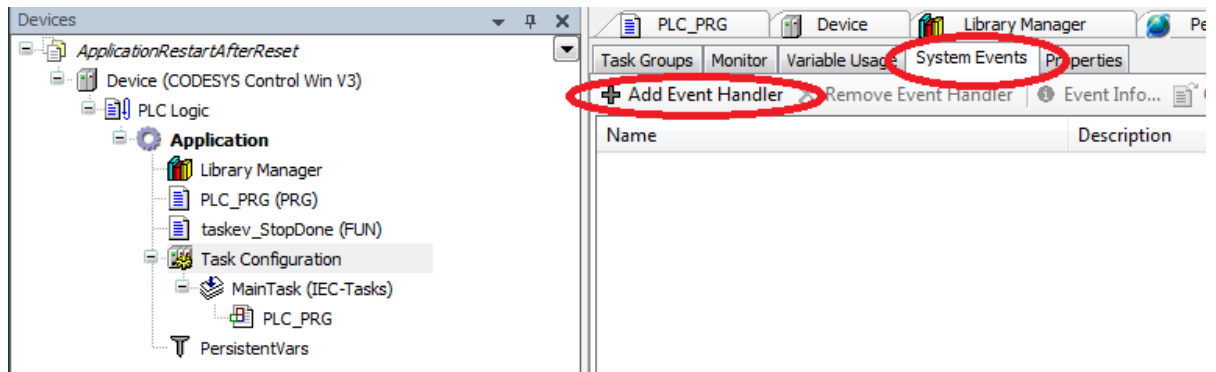 Devices
ApplicationRestartAfterReset
Device (CODESYS Control Win V3)
PLC Logic
Application
Library Manager
PLC_PRG (PRG)
taskev_StopDone (FUN)
Task Configuration
MainTask (IEC-Tasks)
PLC_PRG
PersistentVars
PLC_PRG Device Library Manager
Task Groups Monitor Variable Usage System Events Properties
Add Event Handler Remove Event Handler Event Info...
Name Description